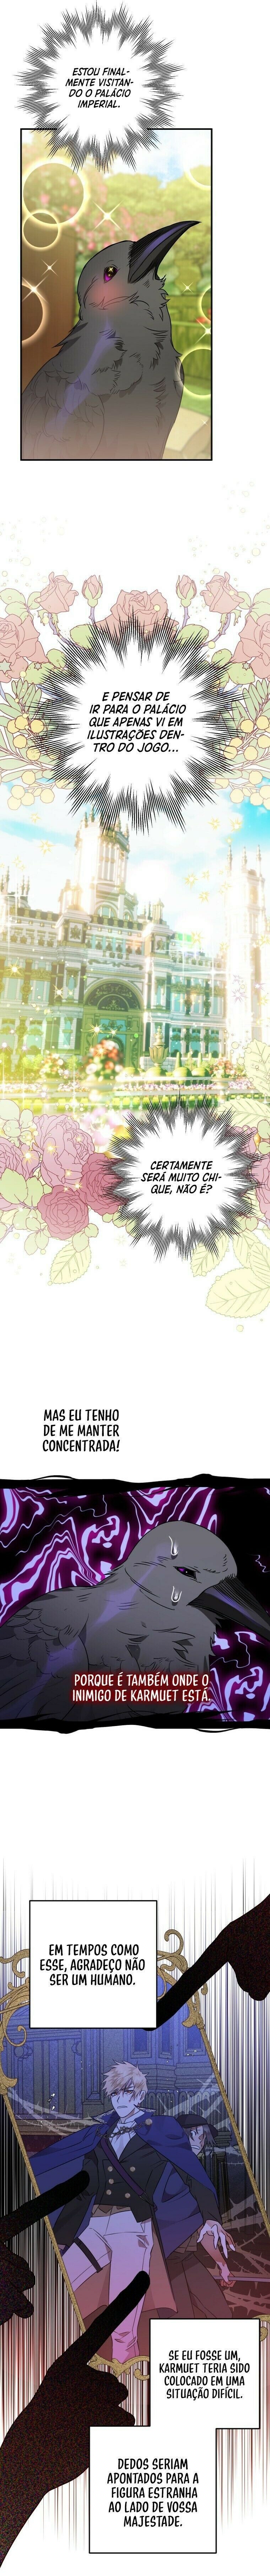 ESTOU FINAL-
MENTE VISITAN-
DO O PALÁCIO
IMPERIAL.
E PENSAR DE
IR PARA O PALÁCIO
QUE APENAS VI EM
ILUSTRAÇÕES DEN-
TRO DO JOGO...
CERTAMENTE
SERÁ MUITO CHI-
QUE, NÃO É?
MAS EU TENHO
DE ME MANTER
CONCENTRADA!
PORQUE É TAMBÉM ONDE O
INIMIGO DE KARMUET ESTÁ.
EM TEMPOS COMO
ESSE, AGRADEÇO NÃO
SER UM HUMANO.
SE EU FOSSE UM,
KARMUET TERIA SIDO
COLOCADO EM UMA
SITUAÇÃO DIFÍCIL.
DEDOS SERIAM
APONTADOS PARA A
FIGURA ESTRANHA
AO LADO DE VOSSA
MAJESTADE.